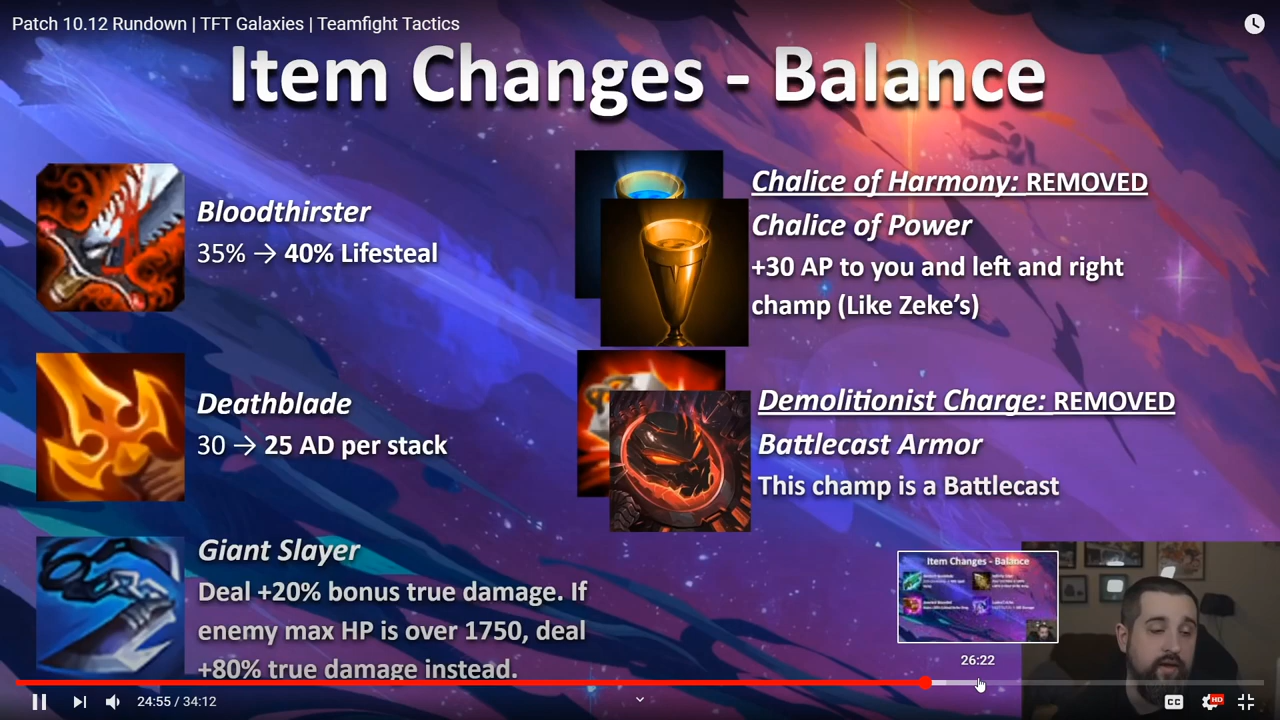 Patch 10.12 Rundown | TFT Galaxies | Teamfight Tactics
Item Changes - Balance
Bloodthirster
35% → 40% Lifesteal
Deathblade
30 → 25 AD per stack
Giant Slayer
Deal +20% bonus true damage. If
enemy max HP is over 1750, deal
+80% true damage instead.
Chalice of Harmony: REMOVED
Chalice of Power
+30 AP to you and left and right
champ (Like Zeke's)
Demolitionist Charge: REMOVED
Battlecast Armor
This champ is a Battlecast
Item Changes - Balance
26:22
24:55 / 34:12
CC
HD